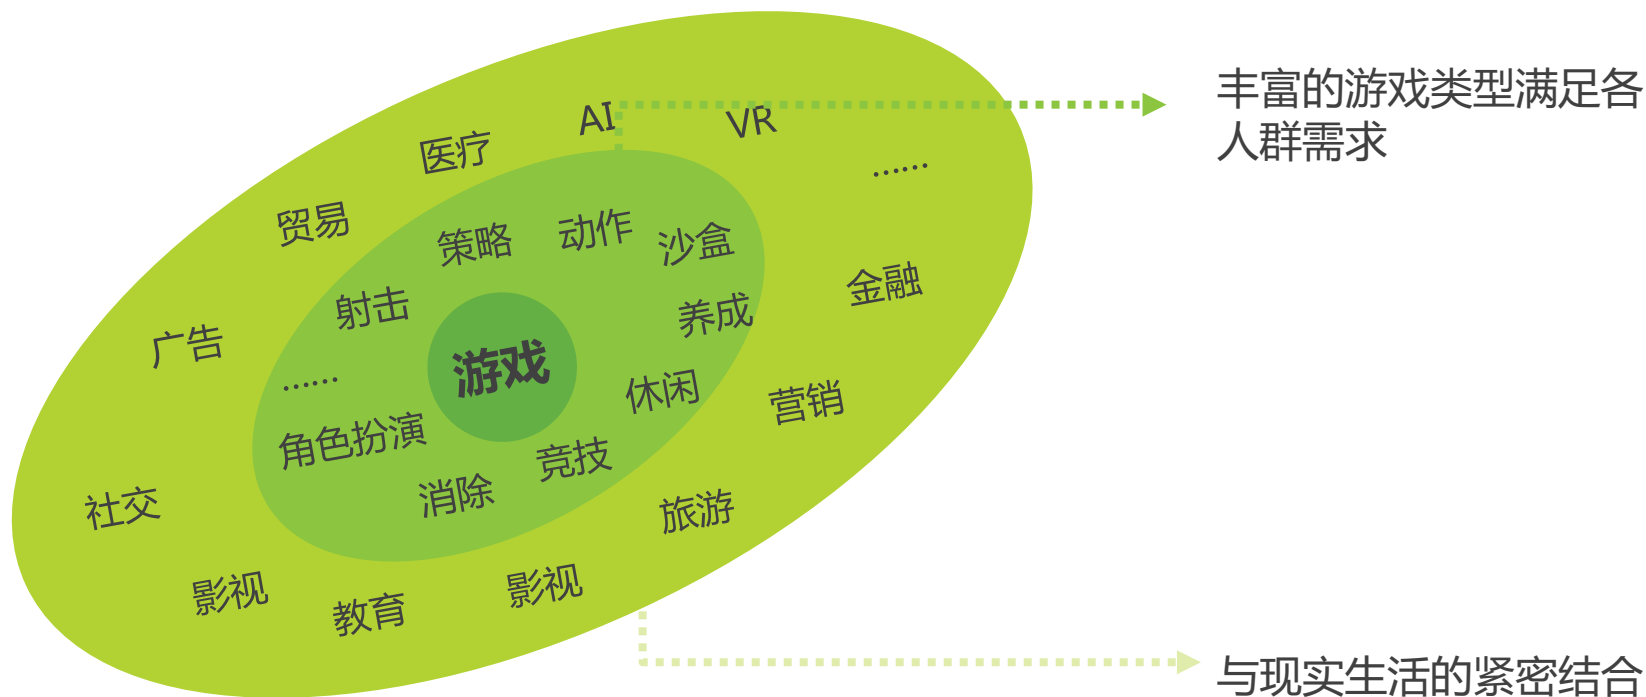 丰富的游戏类型满足各
人群需求
AI
VR
医疗
......
贸易
策略
动作
沙盒
金融
射击
养成
广告
游戏
......
休闲
营销
角色扮演
竞技
消除
社交
旅游
影视
教育
影视
与现实生活的紧密结合